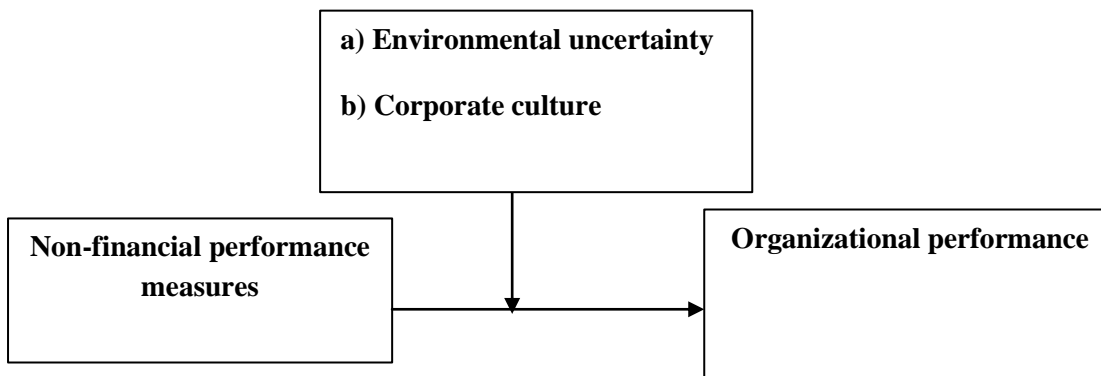 a) Environmental uncertainty
b) Corporate culture
Non-financial performance
measures
Organizational performance